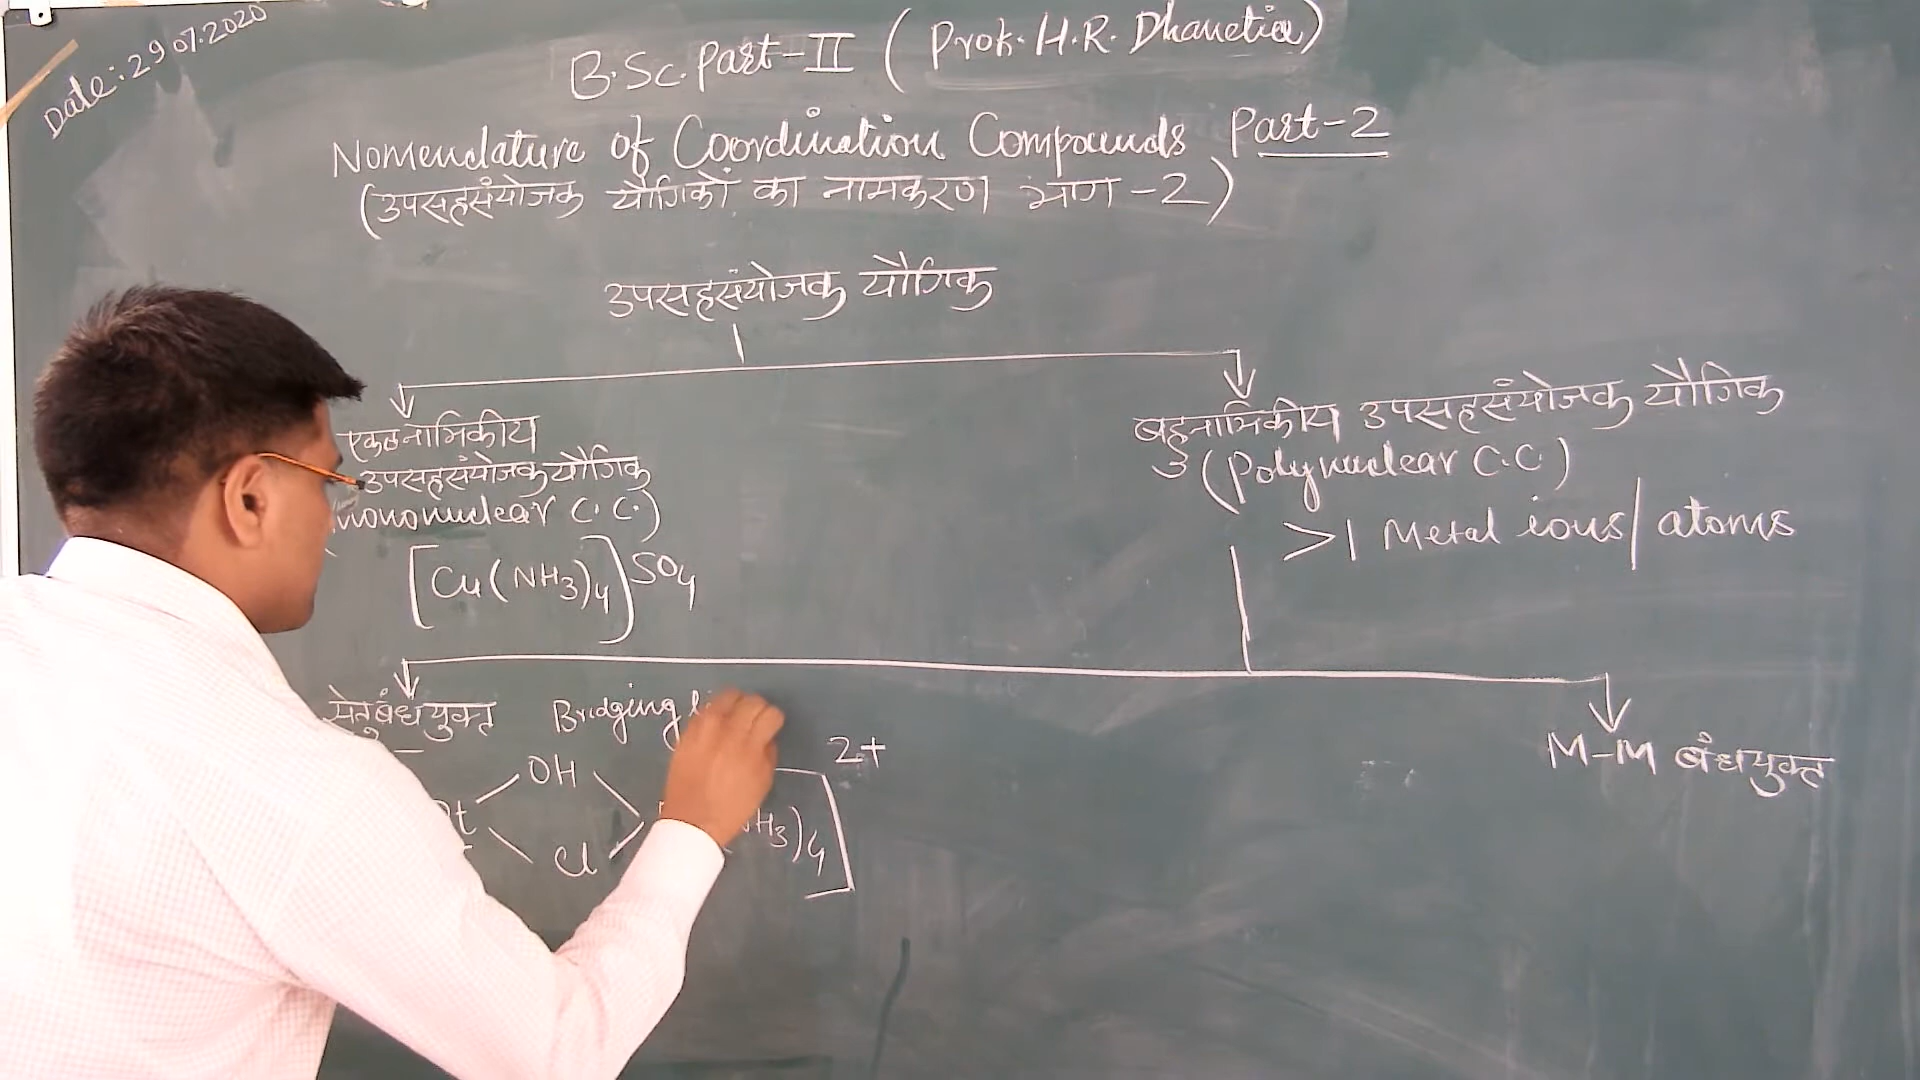 Date: 29.07.2020
B.Sc. Part-II (Prof. H.R. Dhanetia)
Nomenclature of Coordination Compounds Part-2
(उपसहसंयोजक यौगिकों का नामकरण भाग-2)
उपसहसंयोजक यौगिक
एकलनाभिकीय
उपसहसंयोजक यौगिक
mononuclear C.C.)
[Cu(NH3)4]SO4
बहुनाभिकीय उपसहसंयोजक यौगिक
(Polynuclear C.C.)
>1 Metal ions/atoms
सेतुबंधयुक्त Bridging
M-M बंधयुक्त
2+
OH
Cl
H3)4]